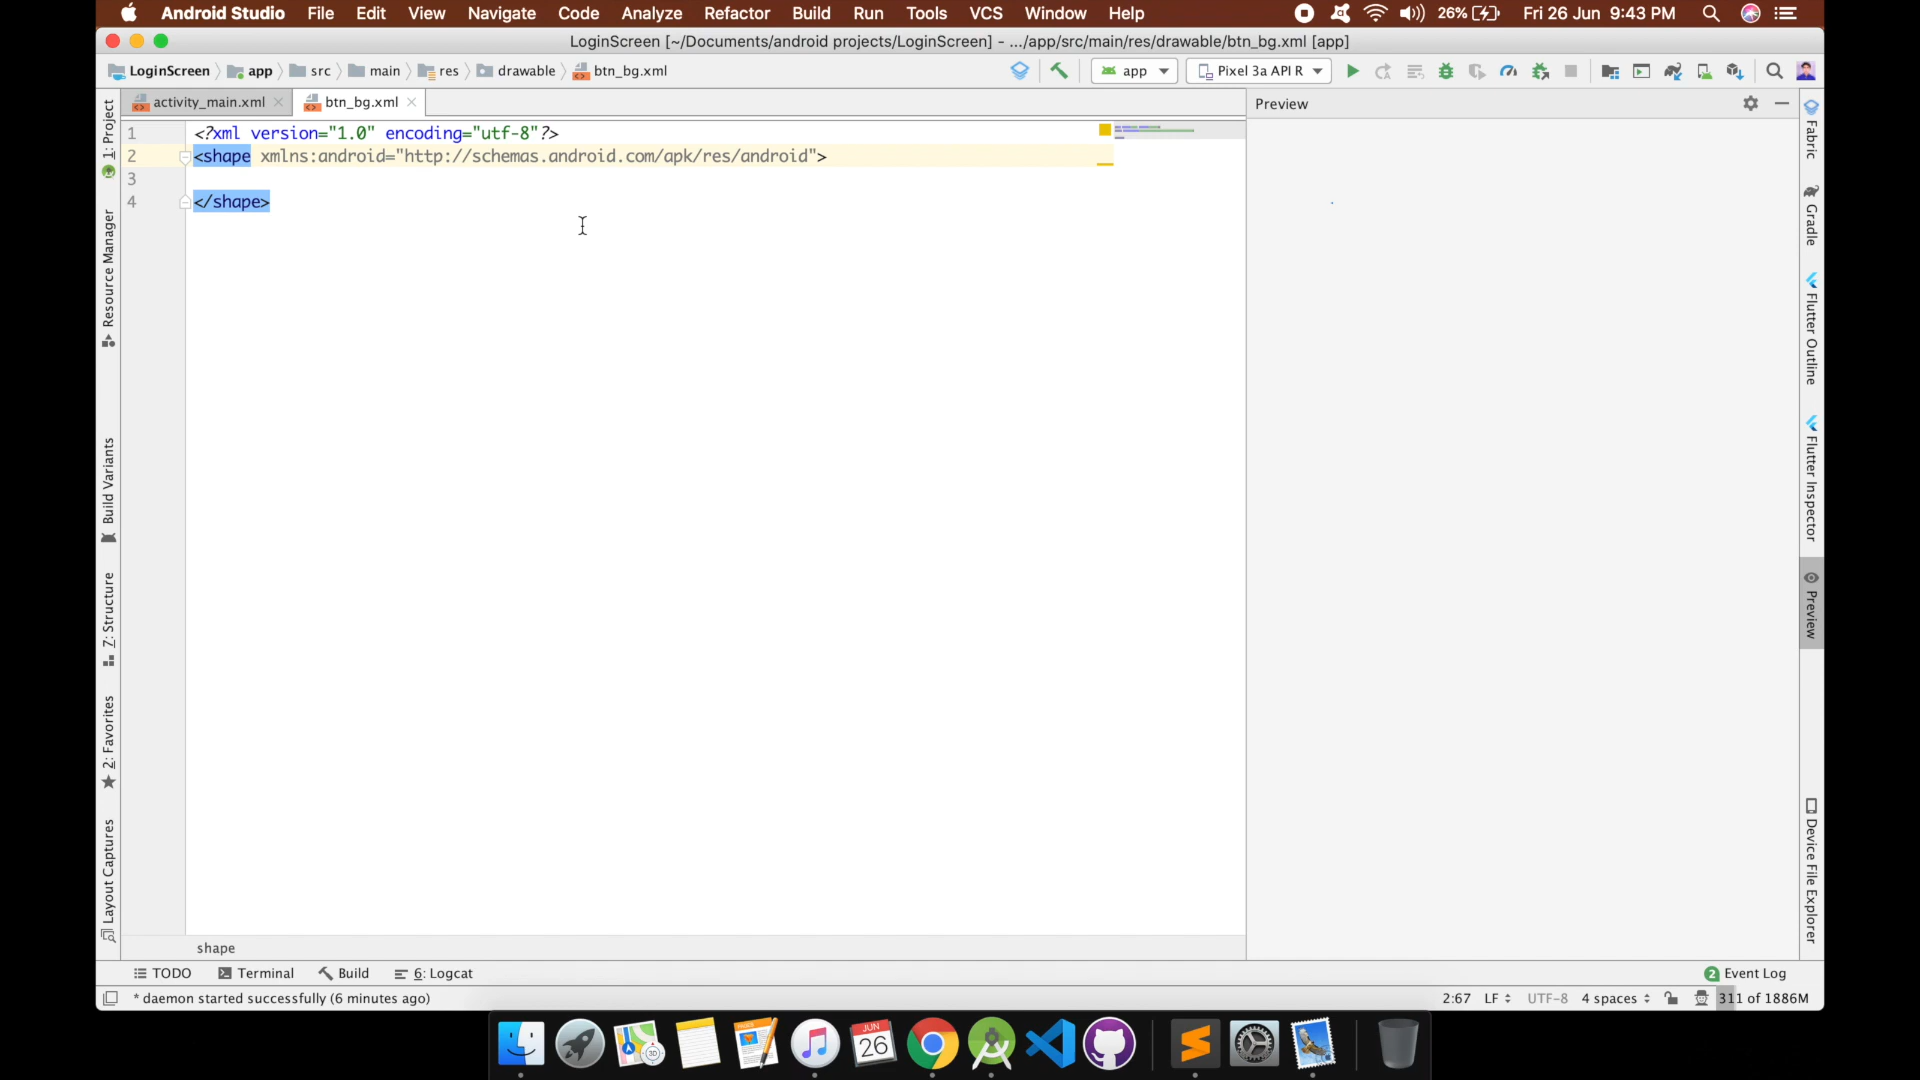 Android Studio File Edit View Navigate Code Analyze Refactor Build Run Tools VCS Window Help 26% Fri 26 Jun 9:43 PM
LoginScreen [~/Documents/android projects/LoginScreen] - .../app/src/main/res/drawable/btn_bg.xml [app]
LoginScreen app src main res drawable btn_bg.xml app Pixel 3a API R
activity_main.xml btn_bg.xml Preview
1 <?xml version="1.0" encoding="utf-8"?>
2 <shape xmlns:android="http://schemas.android.com/apk/res/android">
3
4 </shape>
1: Project
Resource Manager
Build Variants
Z: Structure
2: Favorites
Layout Captures
Fabric
Gradle
Flutter Outline
Flutter Inspector
Preview
Device File Explorer
shape
TODO Terminal Build 6: Logcat 2 Event Log
* daemon started successfully (6 minutes ago) 2:67 LF UTF-8 4 spaces 311 of 1886M
3D
PAGES
JUN
26